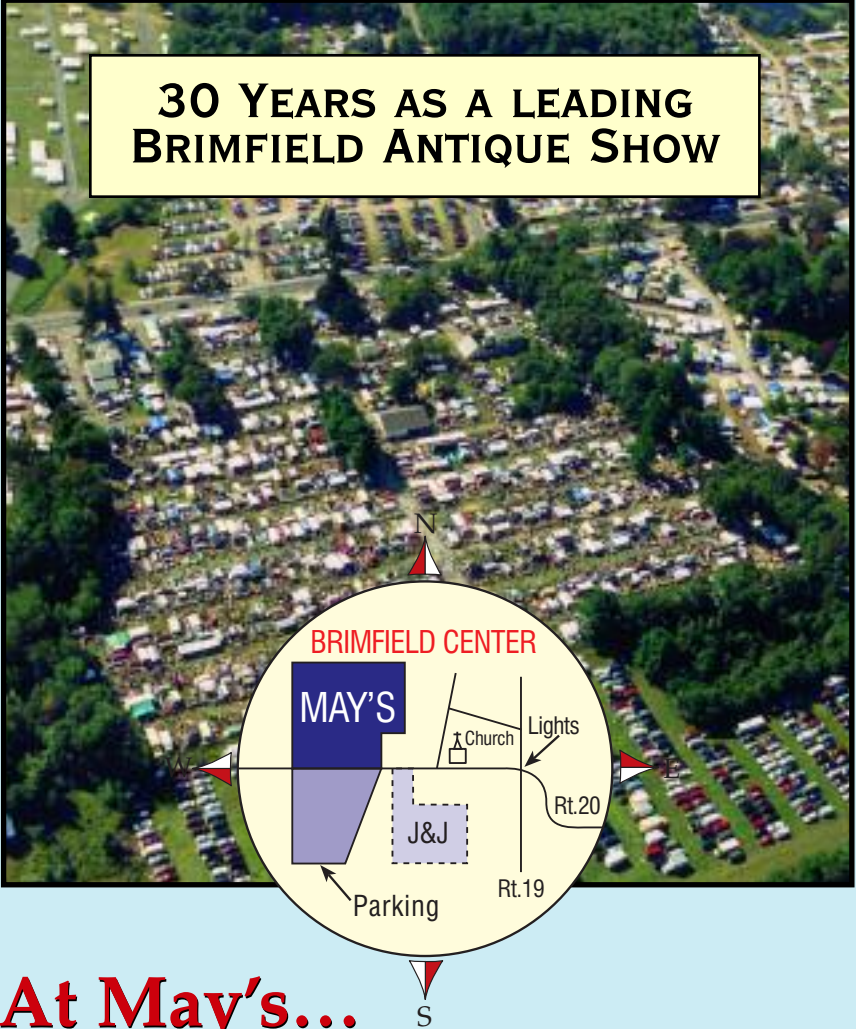 30 YEARS AS A LEADING
BRIMFIELD ANTIQUE SHOW
N
BRIMFIELD CENTER
MAY'S
Church
Lights
W
E
Rt.20
J&J
Rt.19
Parking
At May's...
S